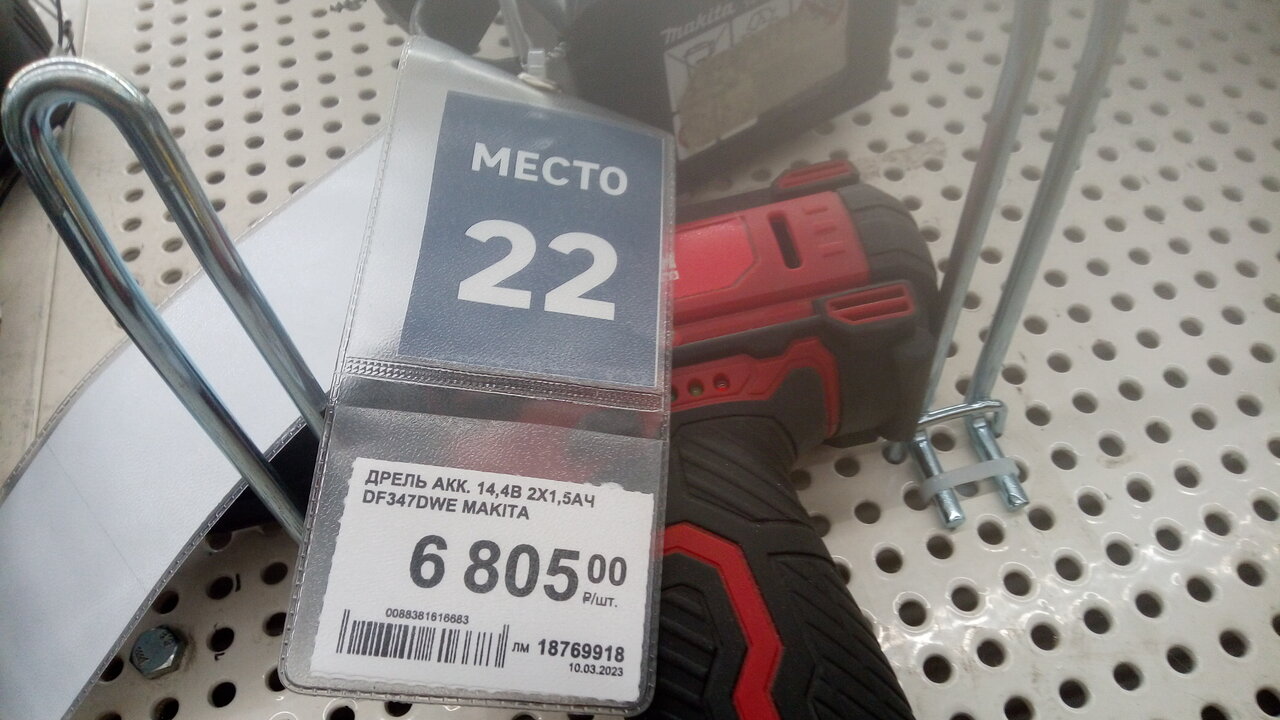 makita
МЕСТО
22
ДРЕЛЬ АКК. 14,4В 2Х1,5АЧ
DF347DWE MAKITA
6 805 00
₽/шт.
0088381616683
лм 18769918
10.03.2023